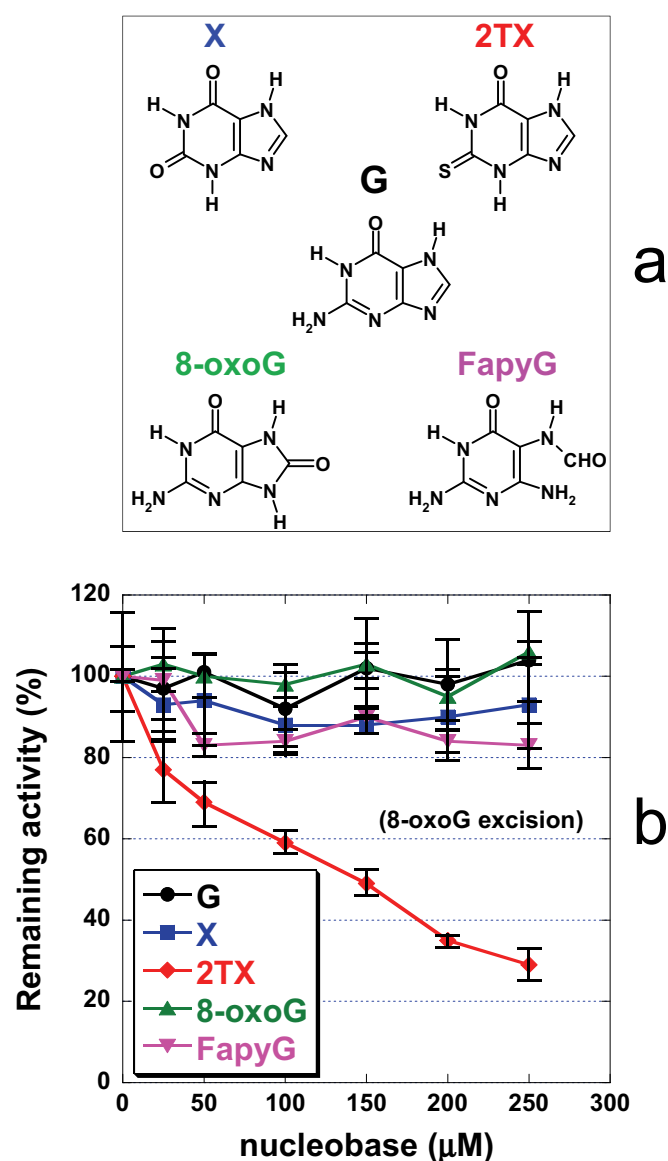 X 2TX
O H
H N N
O N N
H
O H
H N N
S N N
H
G
O H
H N N
H₂N N N
a
8-oxoG FapyG
O H
H N N
O
H₂N N N
H
O H
H N N
CHO
H₂N N NH₂
b
120
100
80
60
40
20
0
Remaining activity (%)
(8-oxoG excision)
G
X
2TX
8-oxoG
FapyG
0 50 100 150 200 250 300
nucleobase (μM)